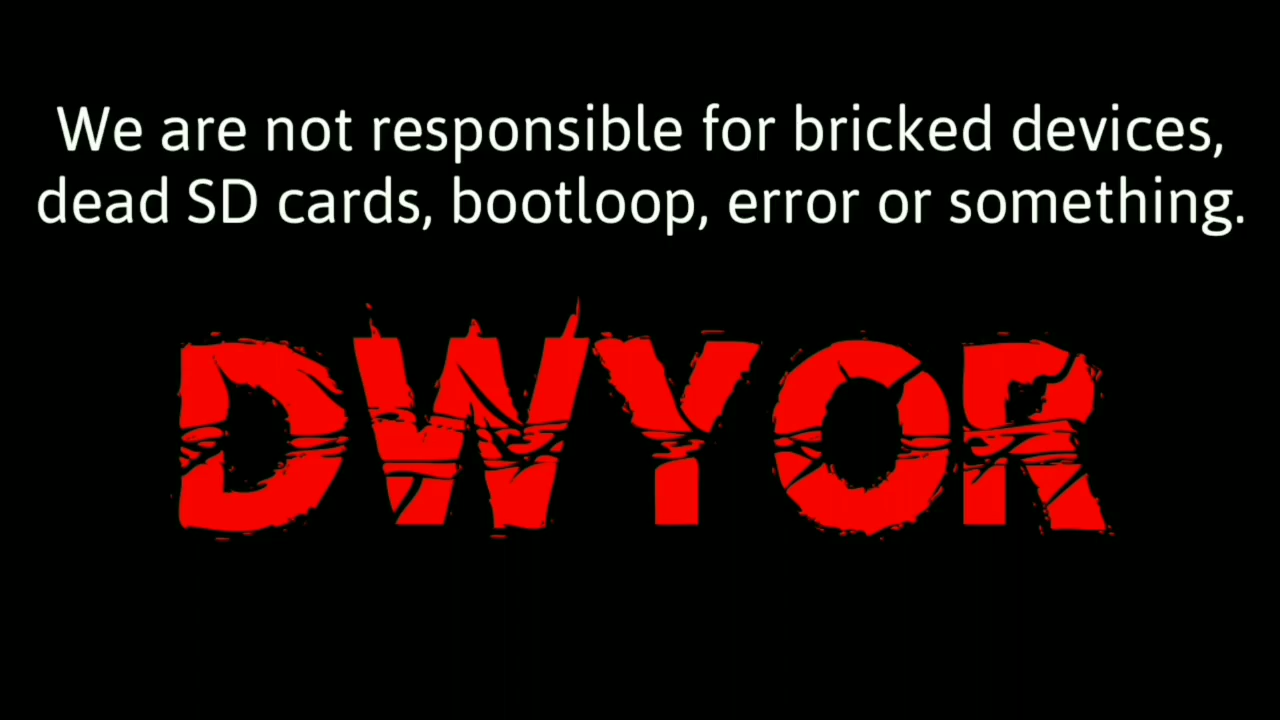 We are not responsible for bricked devices,
dead SD cards, bootloop, error or something.
DWYOR